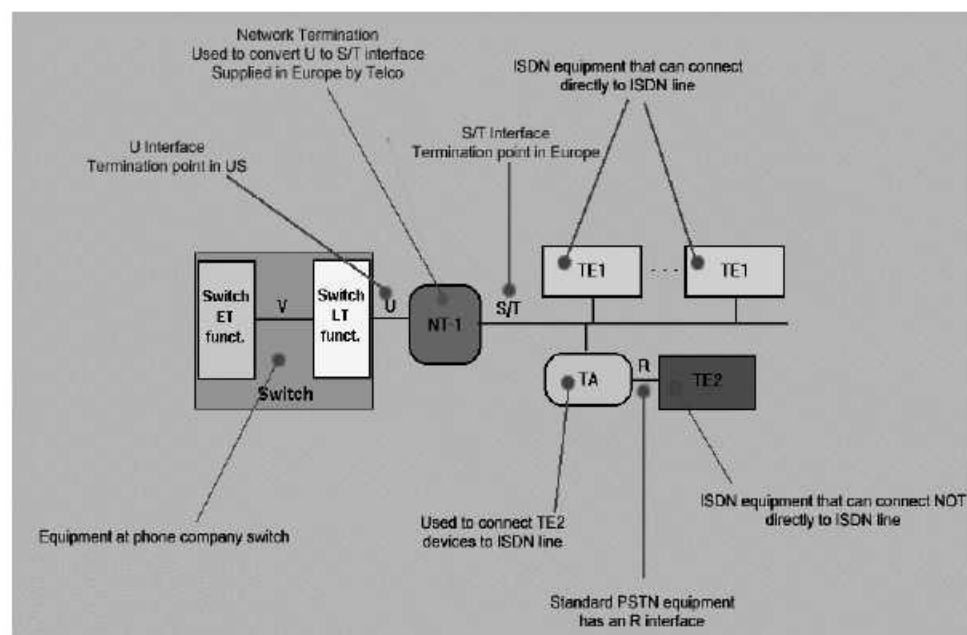 Network Termination
Used to convert U to S/T interface
Supplied in Europe by Telco
ISDN equipment that can connect
directly to ISDN line
S/T Interface
Termination point in Europe
U Interface
Termination point in US
Switch
ET
funct.
V
Switch
LT
funct.
Switch
U
NT-1
S/T
TE1
TE1
TA
R
TE2
Equipment at phone company switch
Used to connect TE2
devices to ISDN line
ISDN equipment that can connect NOT
directly to ISDN line
Standard PSTN equipment
has an R interface